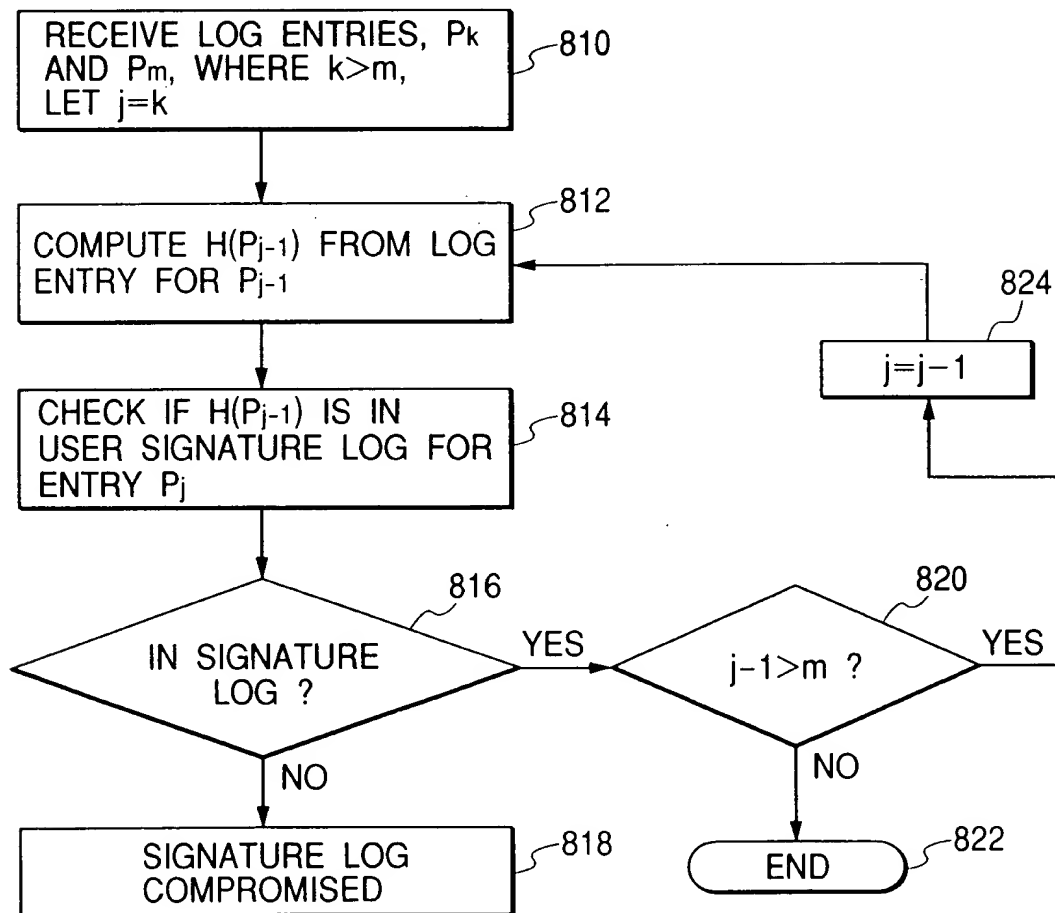 RECEIVE LOG ENTRIES, Pk
AND Pm, WHERE k>m,
LET j=k
810
COMPUTE H(Pj-1) FROM LOG
ENTRY FOR Pj-1
812
824
j=j-1
CHECK IF H(Pj-1) IS IN
USER SIGNATURE LOG FOR
ENTRY Pj
814
IN SIGNATURE
LOG ?
816
YES
j-1>m ?
820
YES
NO
NO
SIGNATURE LOG
COMPROMISED
818
END
822